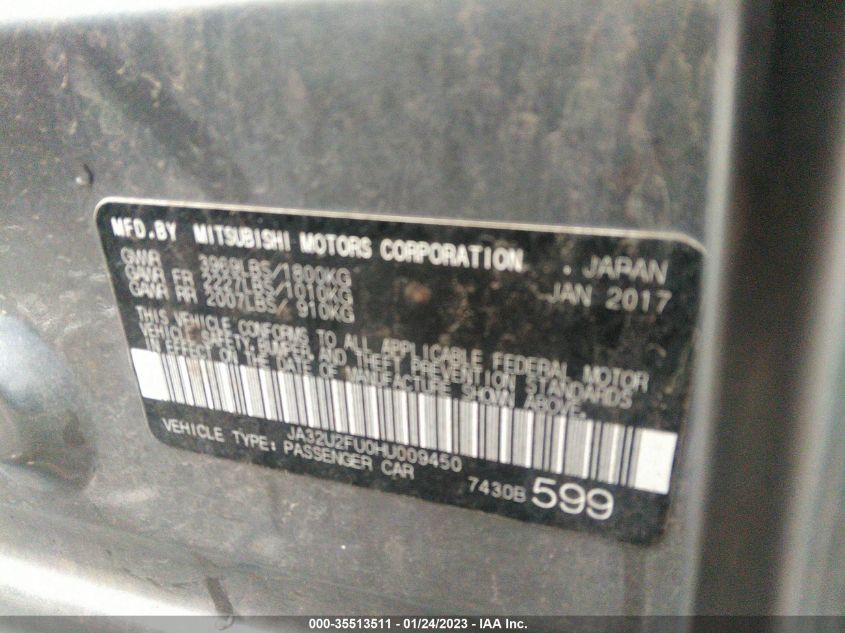 MFD.BY MITSUBISHI MOTORS CORPORATION , JAPAN
GWR 3969LBS/1800KG JAN 2017
GAWR FR 2227LBS/1010KG
GAWR RR 2007LBS/ 910KG
THIS VEHICLE CONFORMS TO ALL APPLICABLE FEDERAL MOTOR
VEHICLE SAFETY, BUMPER, AND THEFT PREVENTION STANDARDS
IN EFFECT ON THE DATE OF MANUFACTURE SHOWN ABOVE.
JA32U2FU0HU009450
VEHICLE TYPE: PASSENGER CAR
7430B 599
000-35513511 - 01/24/2023 - IAA Inc.